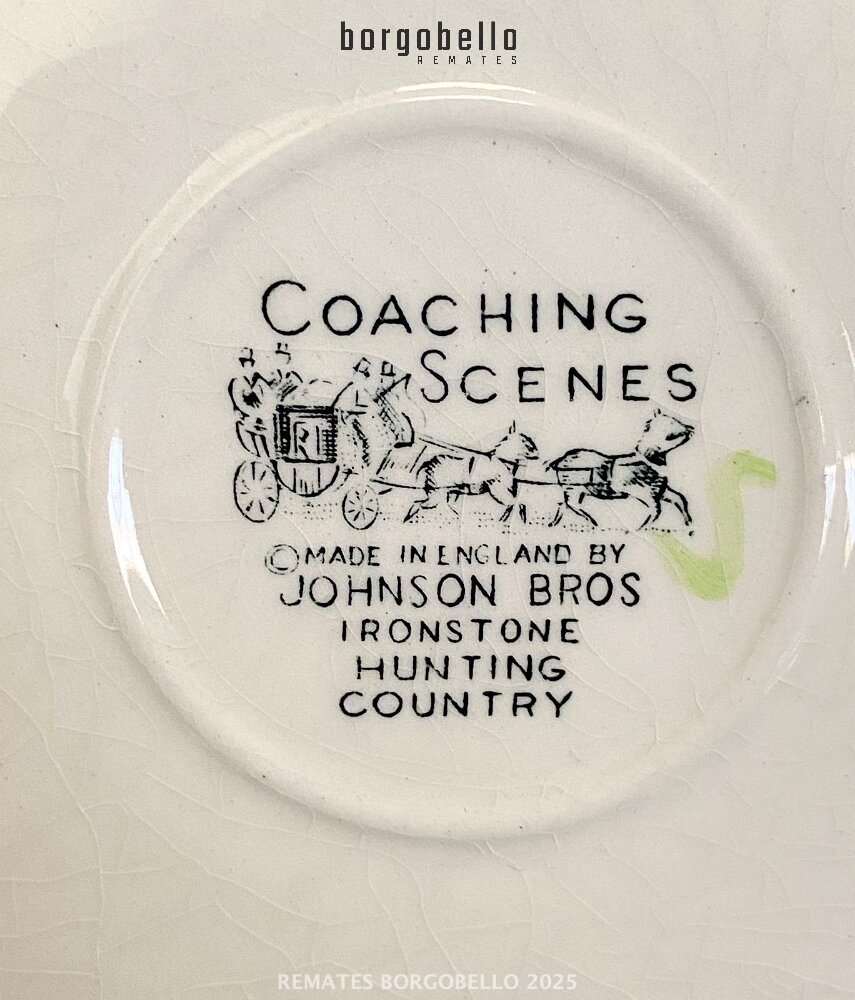 borgobello
REMATES
COACHING
SCENES
© MADE IN ENGLAND BY
JOHNSON BROS
IRONSTONE
HUNTING
COUNTRY
REMATES BORGOBELLO 2025